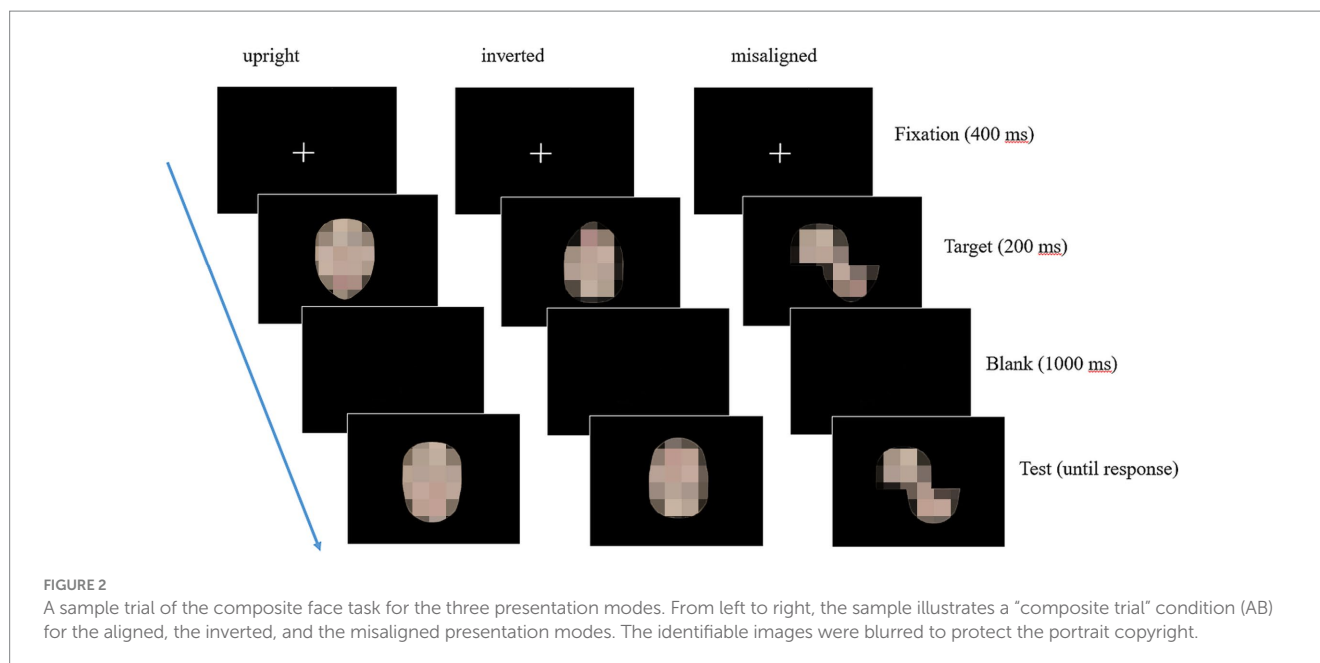 upright inverted misaligned
Fixation (400 ms)
Target (200 ms)
Blank (1000 ms)
Test (until response)
FIGURE 2
A sample trial of the composite face task for the three presentation modes. From left to right, the sample illustrates a “composite trial” condition (AB)
for the aligned, the inverted, and the misaligned presentation modes. The identifiable images were blurred to protect the portrait copyright.